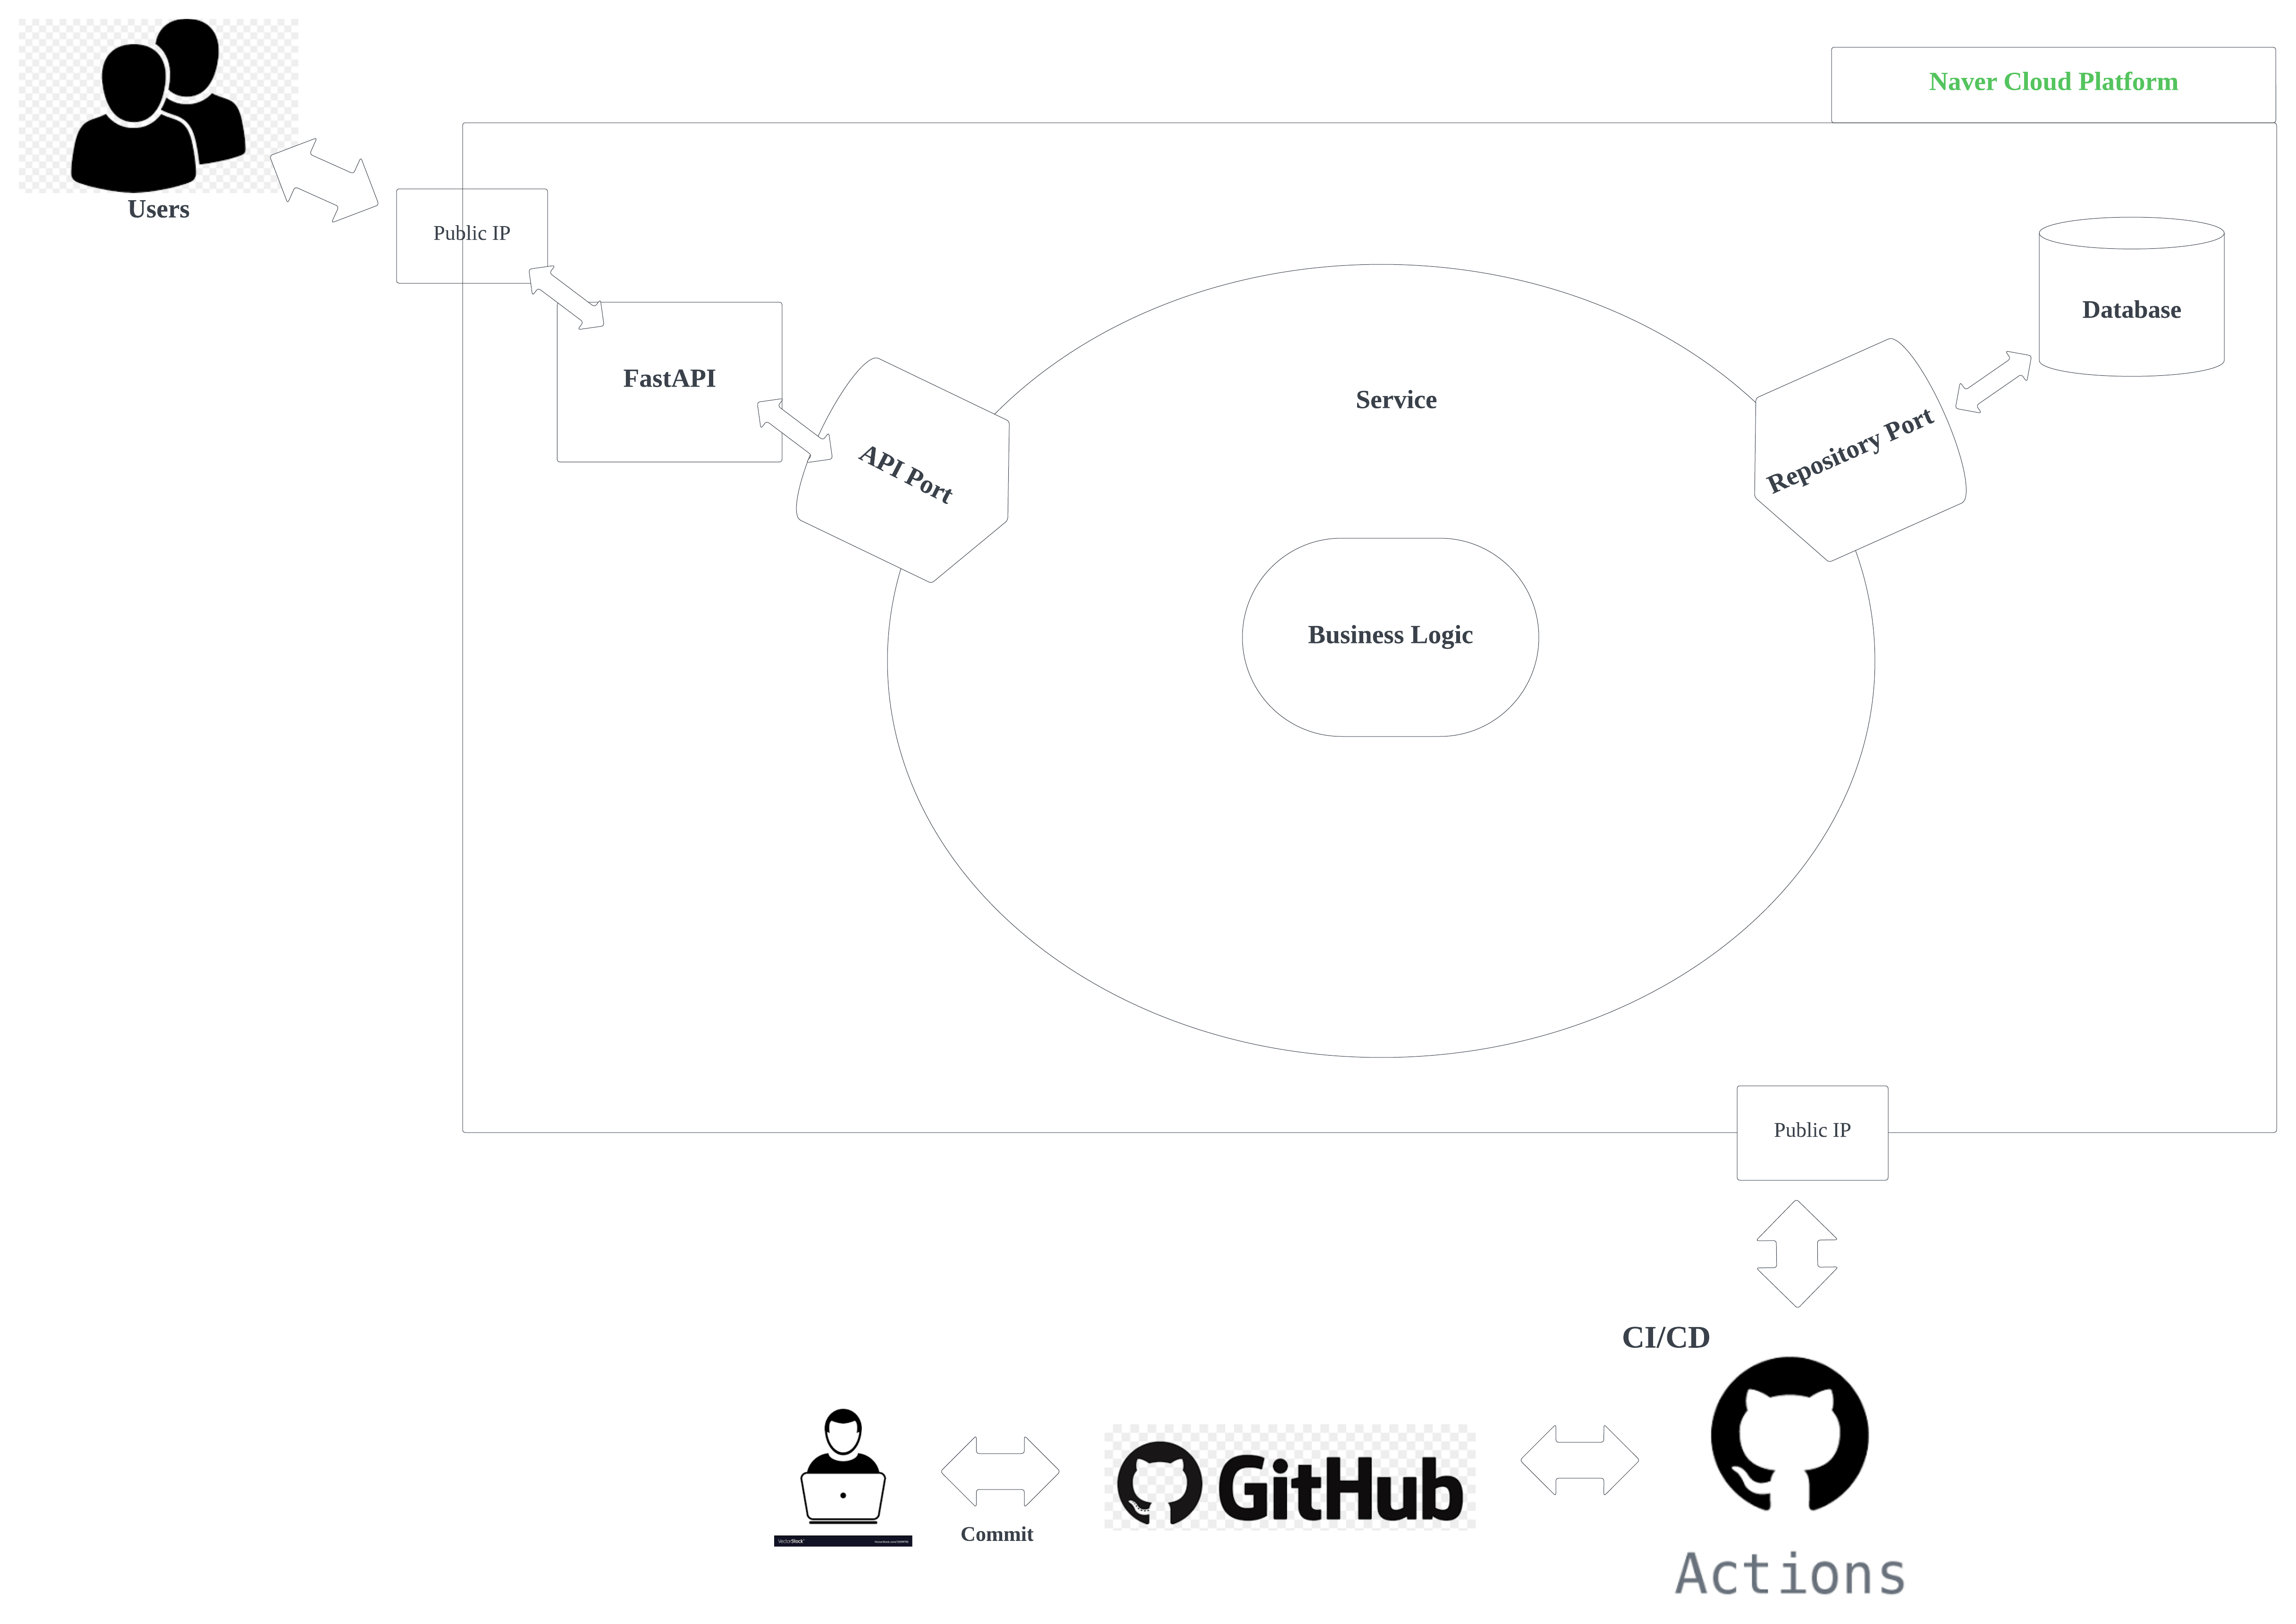 Naver Cloud Platform
Users
Public IP
FastAPI
API Port
Service
Repository Port
Database
Business Logic
Public IP
CI/CD
GitHub
Commit
VectorStock
Actions